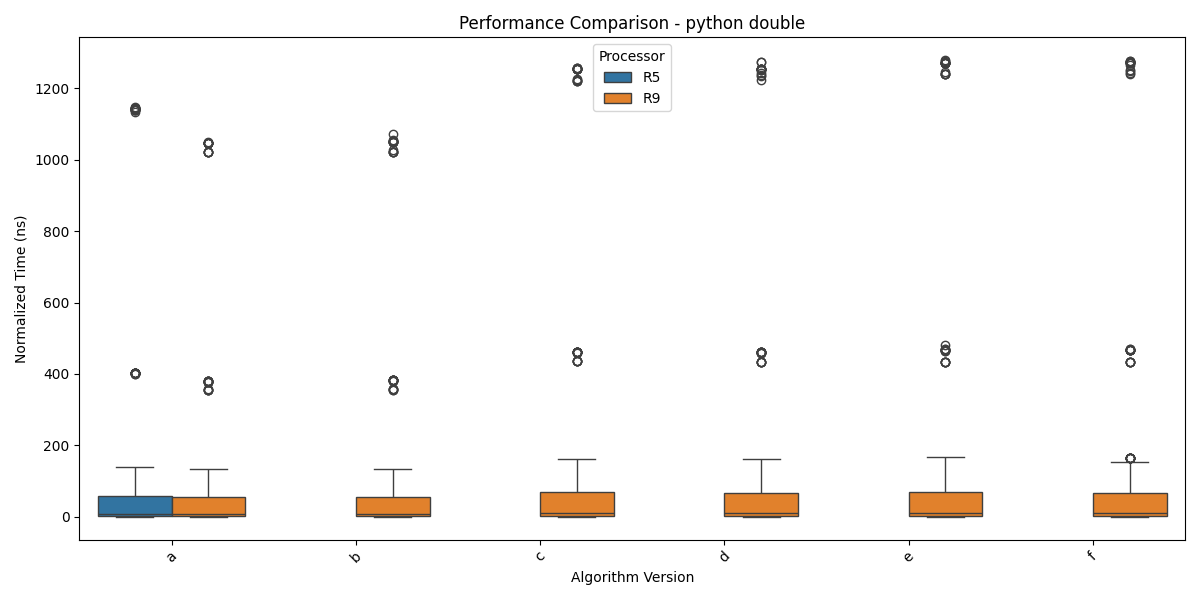 Performance Comparison - python double
Processor
R5
R9
Normalized Time (ns)
1200
1000
800
600
400
200
0
a
b
c
d
e
f
Algorithm Version